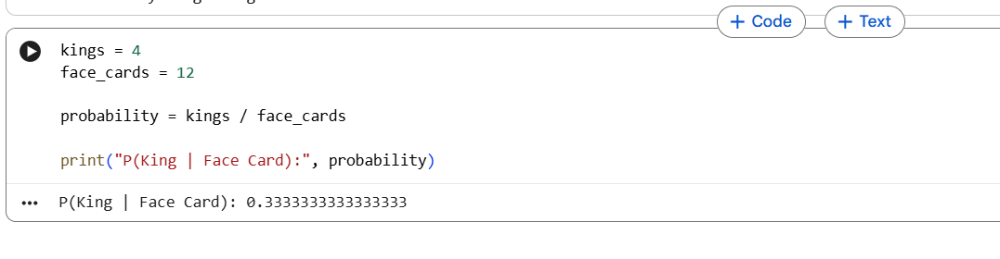 + Code
+ Text
kings = 4
face_cards = 12
probability = kings / face_cards
print("P(King | Face Card):", probability)
P(King | Face Card): 0.3333333333333333